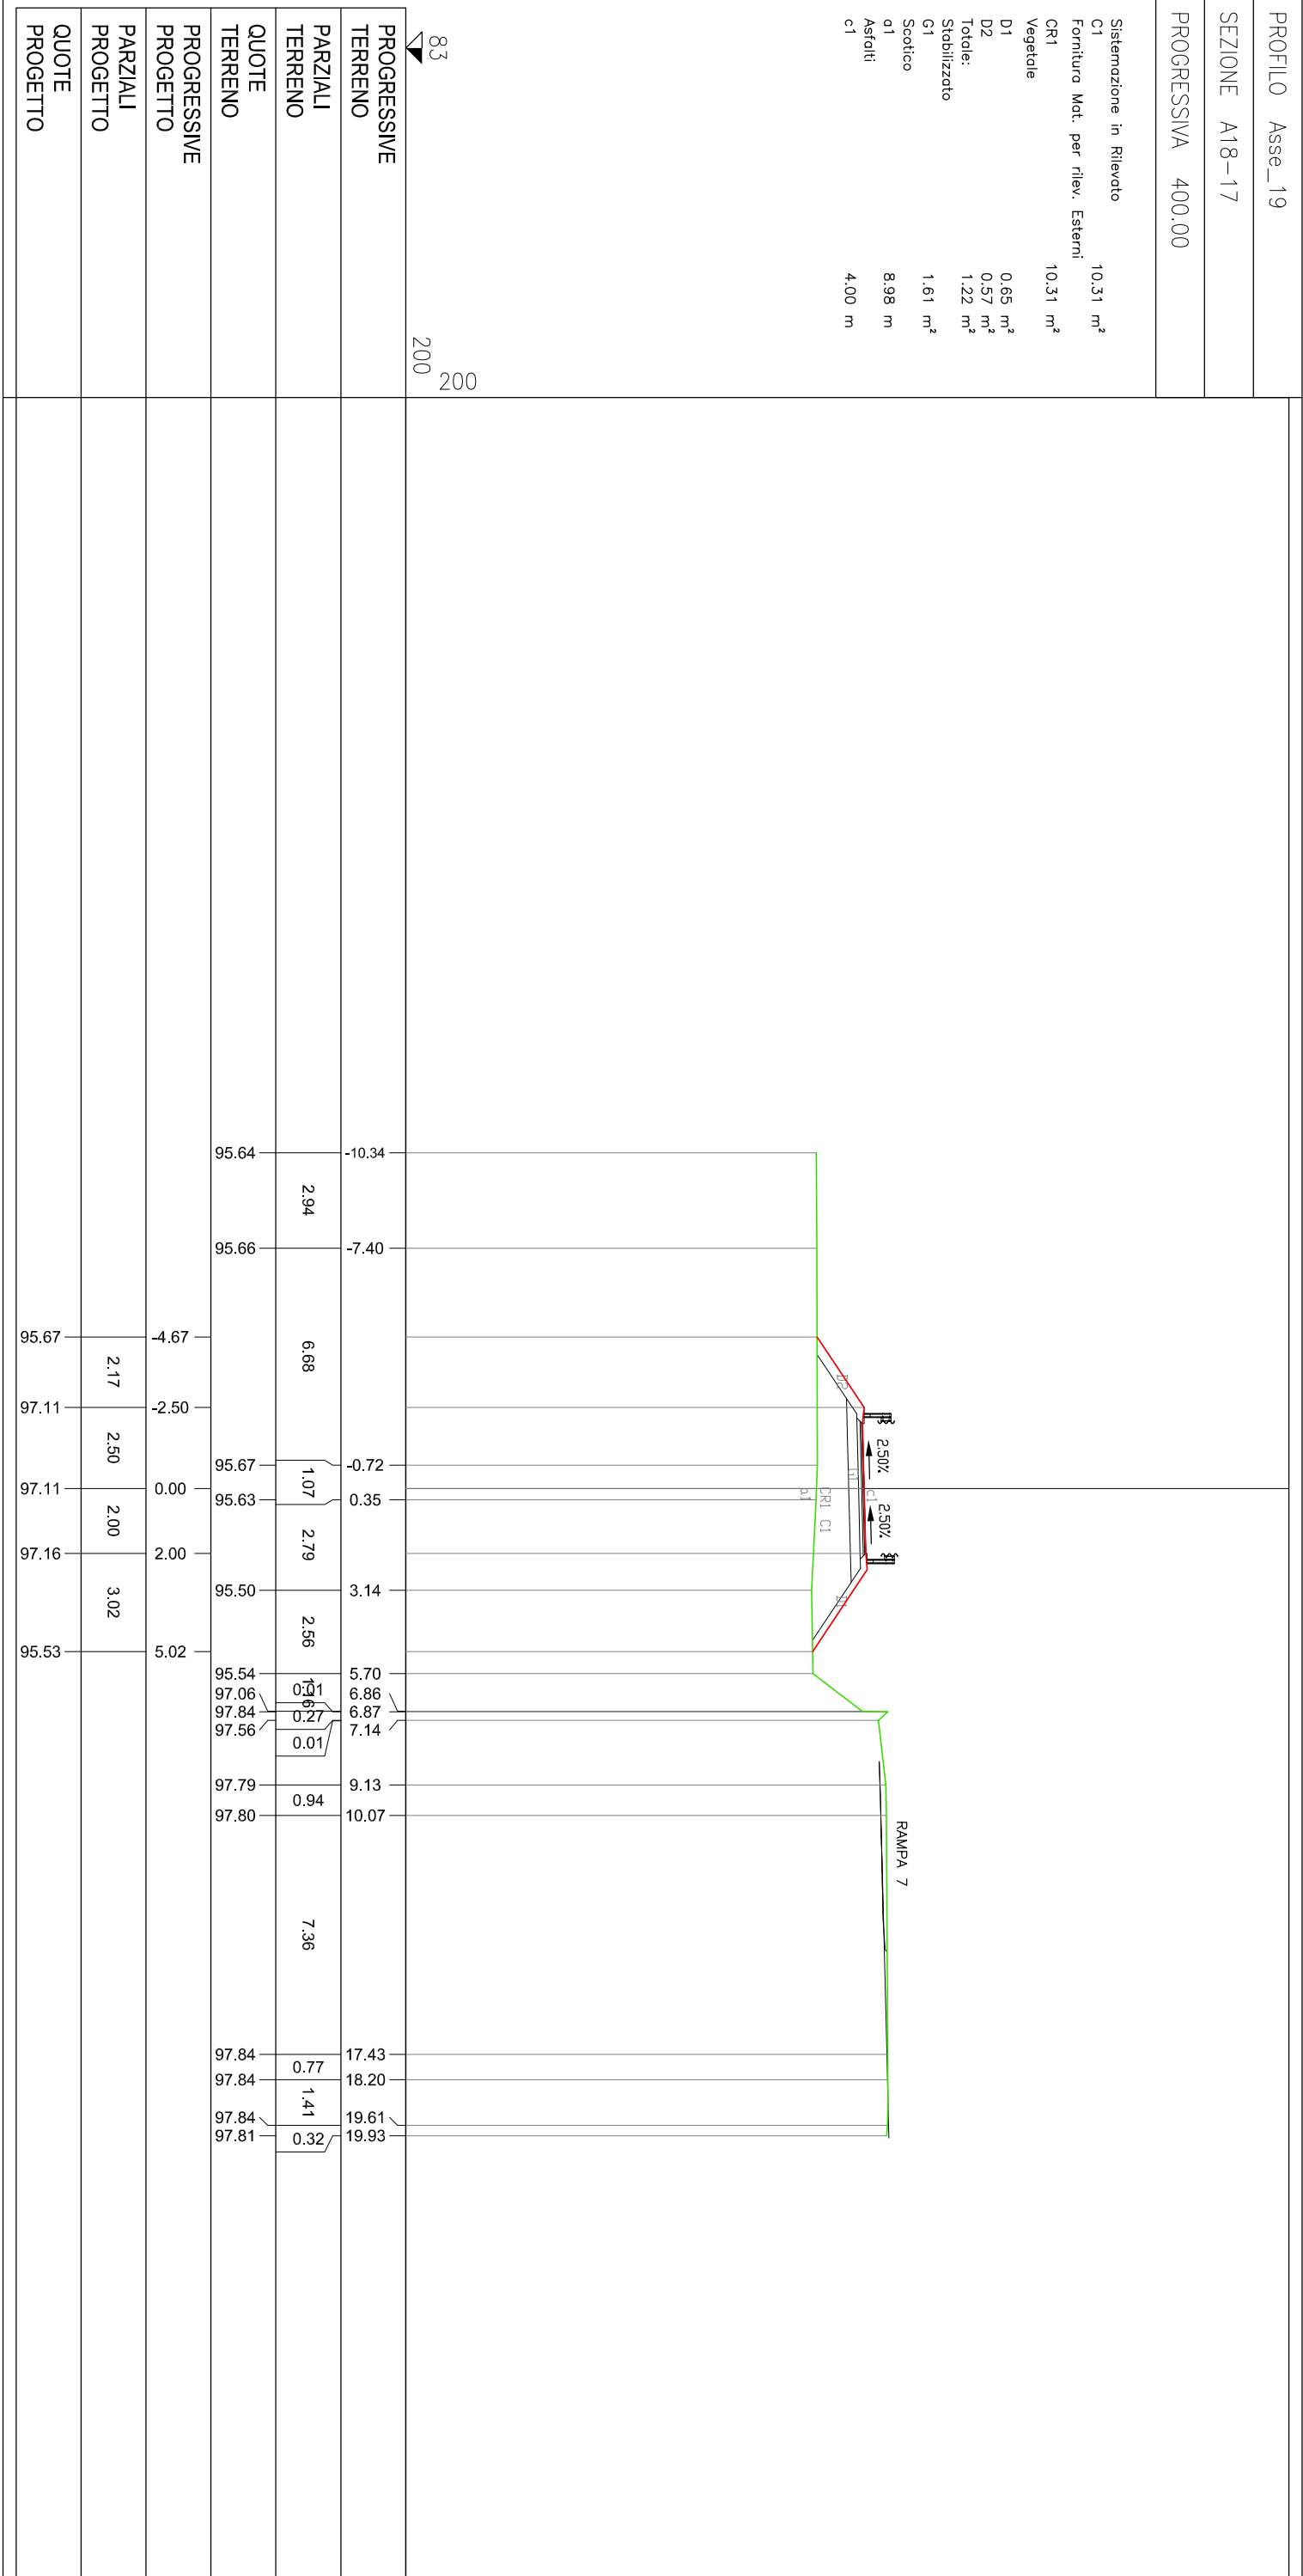 PROFILO Asse_19
SEZIONE A18-17
PROGRESSIVA 400.00
Sistemazione in Rilevato
C1 10.31 m²
Fornitura Mat. per rilev. Esterni
CR1 10.31 m²
Vegetale
D1 0.65 m²
D2 0.57 m²
Totale: 1.22 m²
Stabilizzato
G1 1.61 m²
Scotico
a1 8.98 m
Asfalti
c1 4.00 m
2.50% 2.50%
RAMPA 7
D2 c1 D1
CR1 C1
a1
200
200
83
PROGRESSIVE
TERRENO
-10.34 -7.40 -0.72 0.35 3.14 5.70 6.86 6.87 7.14 9.13 10.07 17.43 18.20 19.61 19.93
PARZIALI
TERRENO
2.94 6.68 1.07 2.79 2.56 1.16 0.01 0.27 0.01 0.94 7.36 0.77 1.41 0.32
QUOTE
TERRENO
95.64 95.66 95.67 95.63 95.50 95.54 97.06 97.84 97.56 97.79 97.80 97.84 97.84 97.84 97.81
PROGRESSIVE
PROGETTO
-4.67 -2.50 0.00 2.00 5.02
PARZIALI
PROGETTO
2.17 2.50 2.00 3.02
QUOTE
PROGETTO
95.67 97.11 97.11 97.16 95.53